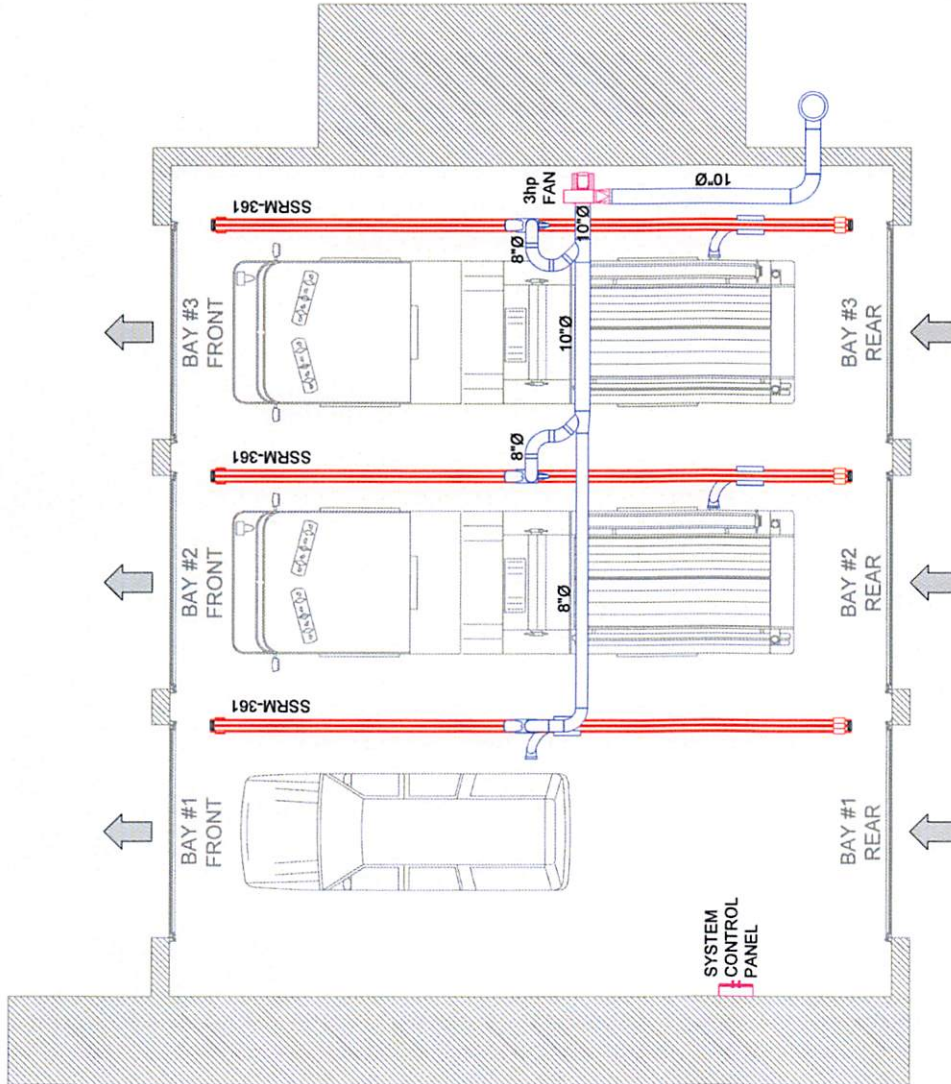 3hp
FAN
10"Ø
SSRM-361
8"Ø
10"Ø
BAY #3
FRONT
10"Ø
BAY #3
REAR
8"Ø
SSRM-361
BAY #2
FRONT
8"Ø
BAY #2
REAR
SSRM-361
BAY #1
FRONT
BAY #1
REAR
SYSTEM
CONTROL
PANEL